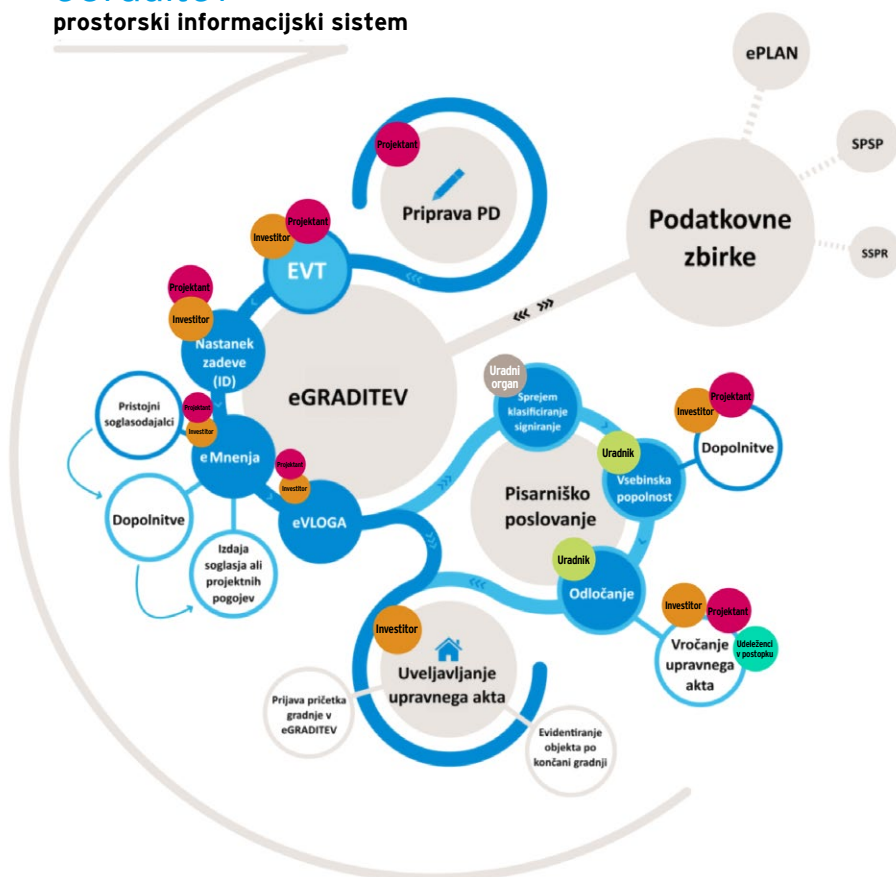 eGraditev
prostorski informacijski sistem
ePLAN
SPSP
SSPR
Podatkovne
zbirke
Projektant
Priprava PD
Projektant
Investitor
EVT
Projektant
Investitor
Nastanek
zadeve
(ID)
eGRADITEV
Pristojni
soglasodajalci
Projektant
Investitor
eMnenja
Dopolnitve
Izdaja
soglasja ali
projektnih
pogojev
Projektant
Investitor
eVLOGA
Uradni
organ
Sprejem
klasificiranje
signiranje
Pisarniško
poslovanje
Uradnik
Vsebinska
popolnost
Investitor
Projektant
Dopolnitve
Uradnik
Odločanje
Investitor
Projektant
Udeleženci
v postopku
Vročanje
upravnega
akta
Investitor
Uveljavljanje
upravnega akta
Prijava pričetka
gradnje v
eGRADITEV
Evidentiranje
objekta po
končani gradnji